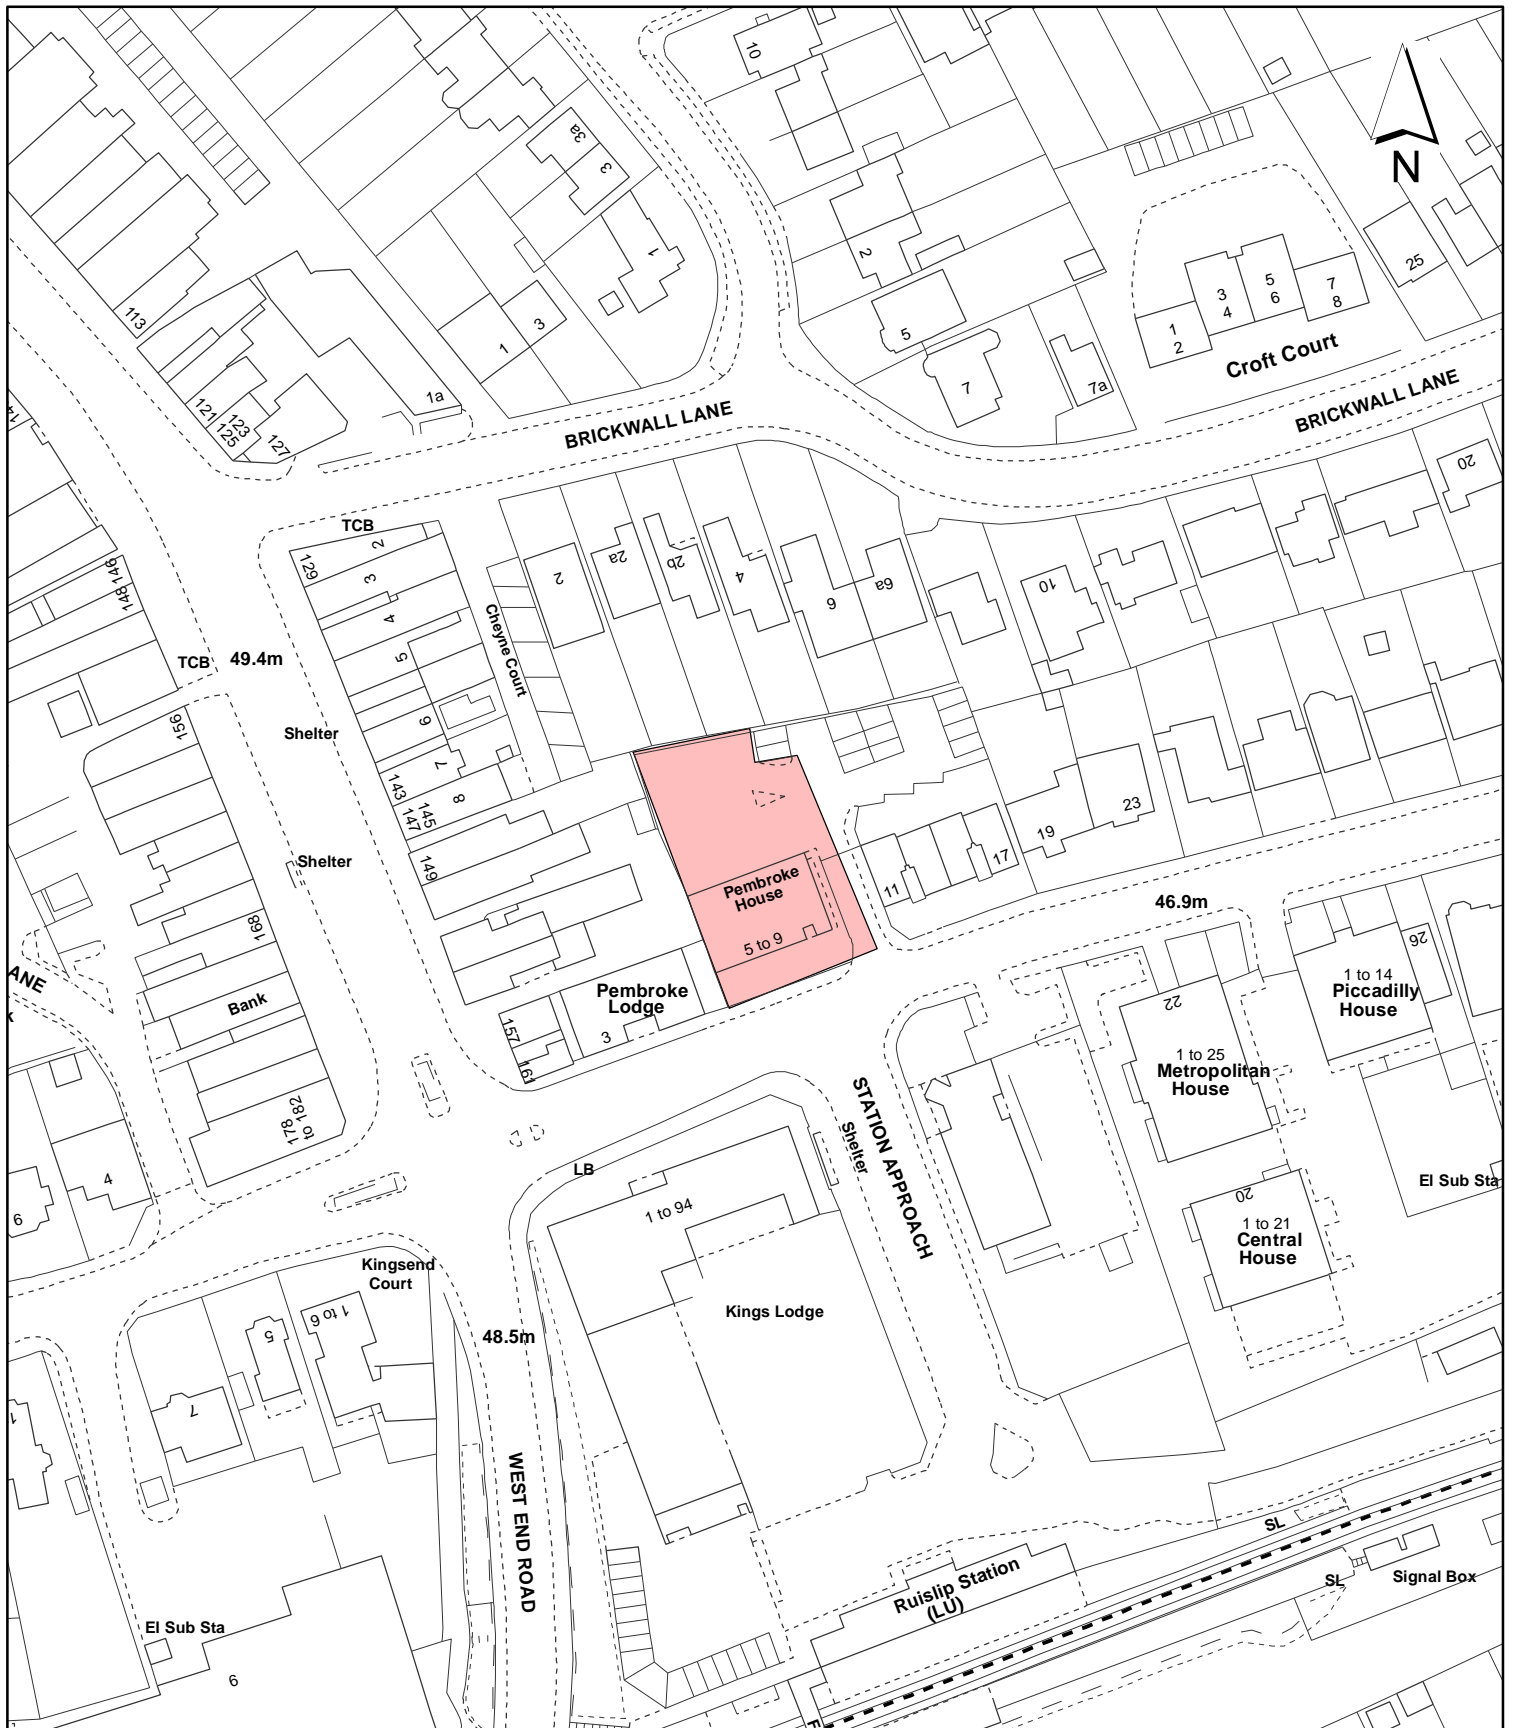 10
3a
3
1
3
1
113
1a
121
123
125
127
2
5
7
7a
N
25
1
2
3
4
5
6
7
8
Croft Court
BRICKWALL LANE
BRICKWALL LANE
20
TCB
129
2
3
4
5
6
7
8
Cheyne Court
2
2a
2b
4
6
6a
10
146
148
TCB
49.4m
156
Shelter
143
145
147
149
Shelter
168
Bank
ANE
Pembroke
House
5 to 9
11
17
19
23
46.9m
Pembroke
Lodge
3
157
161
178
to 182
22
1 to 25
Metropolitan
House
1 to 14
Piccadilly
House
26
STATION APPROACH
Shelter
LB
1 to 94
Kings Lodge
20
1 to 21
Central
House
El Sub Sta
4
9
Kingsend
Court
1 to 6
5
7
48.5m
WEST END ROAD
El Sub Sta
6
Ruislip Station
(LU)
SL
SL
Signal Box